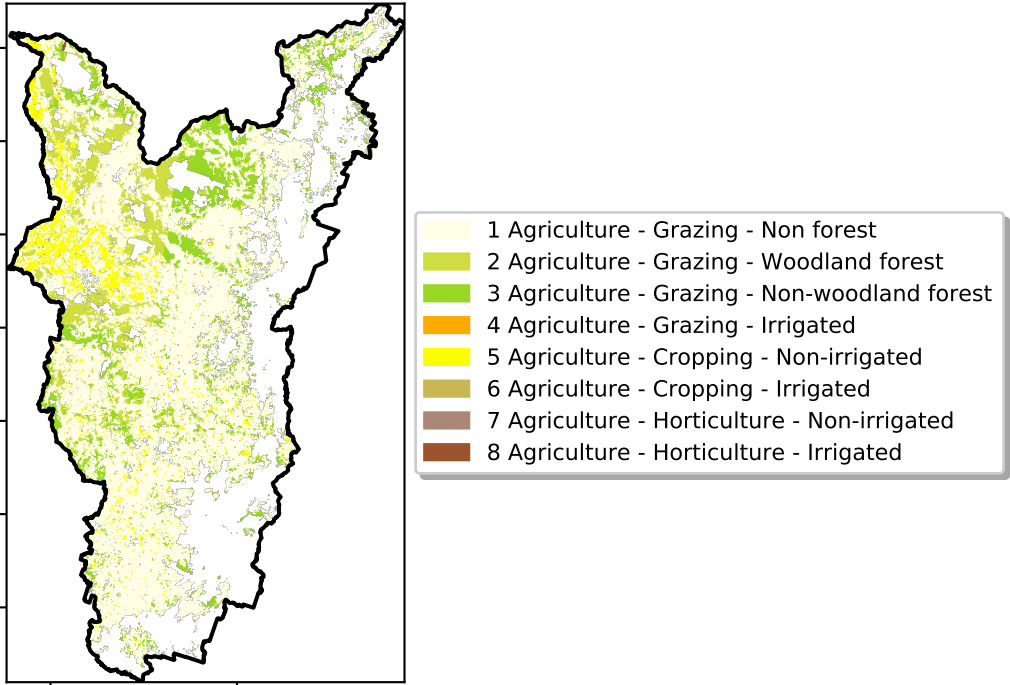 1 Agriculture - Grazing - Non forest
2 Agriculture - Grazing - Woodland forest
3 Agriculture - Grazing - Non-woodland forest
4 Agriculture - Grazing - Irrigated
5 Agriculture - Cropping - Non-irrigated
6 Agriculture - Cropping - Irrigated
7 Agriculture - Horticulture - Non-irrigated
8 Agriculture - Horticulture - Irrigated